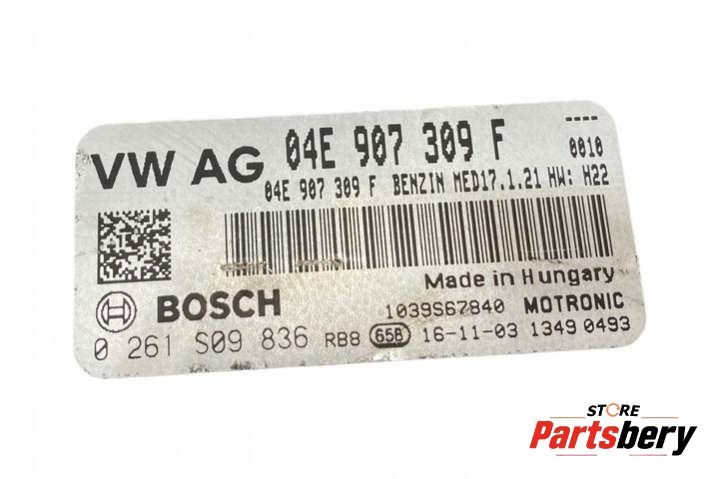 VW AG 04E 907 309 F ----
0010
04E 907 309 F BENZIN MED17.1.21 HW: H22
Made in Hungary
BOSCH 1039S67840 MOTRONIC
0 261 S09 836 RB8 658 16-11-03 1349 0493
STORE
Partsbery